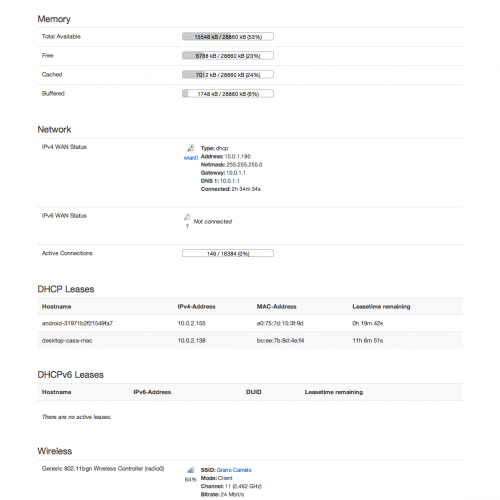 Memory
Total Available 15548 kB / 28860 kB (53%)
Free 6788 kB / 28860 kB (23%)
Cached 7012 kB / 28860 kB (24%)
Buffered 1748 kB / 28860 kB (6%)
Network
IPv4 WAN Status
wlan0
Type: dhcp
Address: 10.0.1.190
Netmask: 255.255.255.0
Gateway: 10.0.1.1
DNS 1: 10.0.1.1
Connected: 2h 34m 34s
IPv6 WAN Status
?
Not connected
Active Connections 146 / 16384 (0%)
DHCP Leases
Hostname IPv4-Address MAC-Address Leasetime remaining
android-31971b2f21549fa7 10.0.2.155 e0:75:7d:15:3f:9d 0h 19m 42s
desktop-casa-mac 10.0.2.138 bc:ee:7b:8d:4e:f4 11h 6m 51s
DHCPv6 Leases
Hostname IPv6-Address DUID Leasetime remaining
There are no active leases.
Wireless
Generic 802.11bgn Wireless Controller (radio0)
64%
SSID: Grano Camelo
Mode: Client
Channel: 11 (2.462 GHz)
Bitrate: 24 Mbit/s